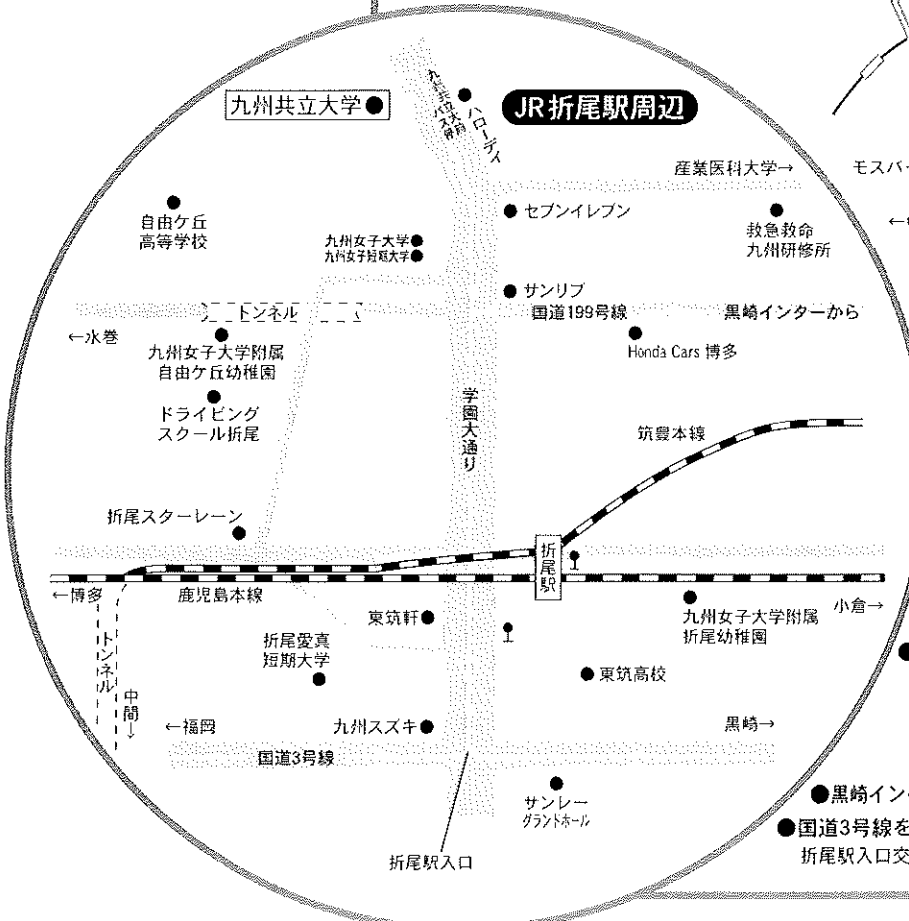 九州共立大学
九州共立大前
バス停
ハローデイ
JR折尾駅周辺
産業医科大学→
モスバ
自由ケ丘
高等学校
九州女子大学
九州女子短期大学
セブンイレブン
救急救命
九州研修所
サンリブ
国道199号線
黒崎インターから
トンネル
←水巻
九州女子大学附属
自由ケ丘幼稚園
Honda Cars 博多
ドライビング
スクール折尾
学園大通り
筑豊本線
折尾スターレーン
折尾駅
←博多
鹿児島本線
小倉→
東筑軒
九州女子大学附属
折尾幼稚園
トンネル
折尾愛真
短期大学
東筑高校
中間→
←福岡
九州スズキ
黒崎→
国道3号線
サンレー
グランドホール
黒崎イン
国道3号線を
折尾駅入口交
折尾駅入口